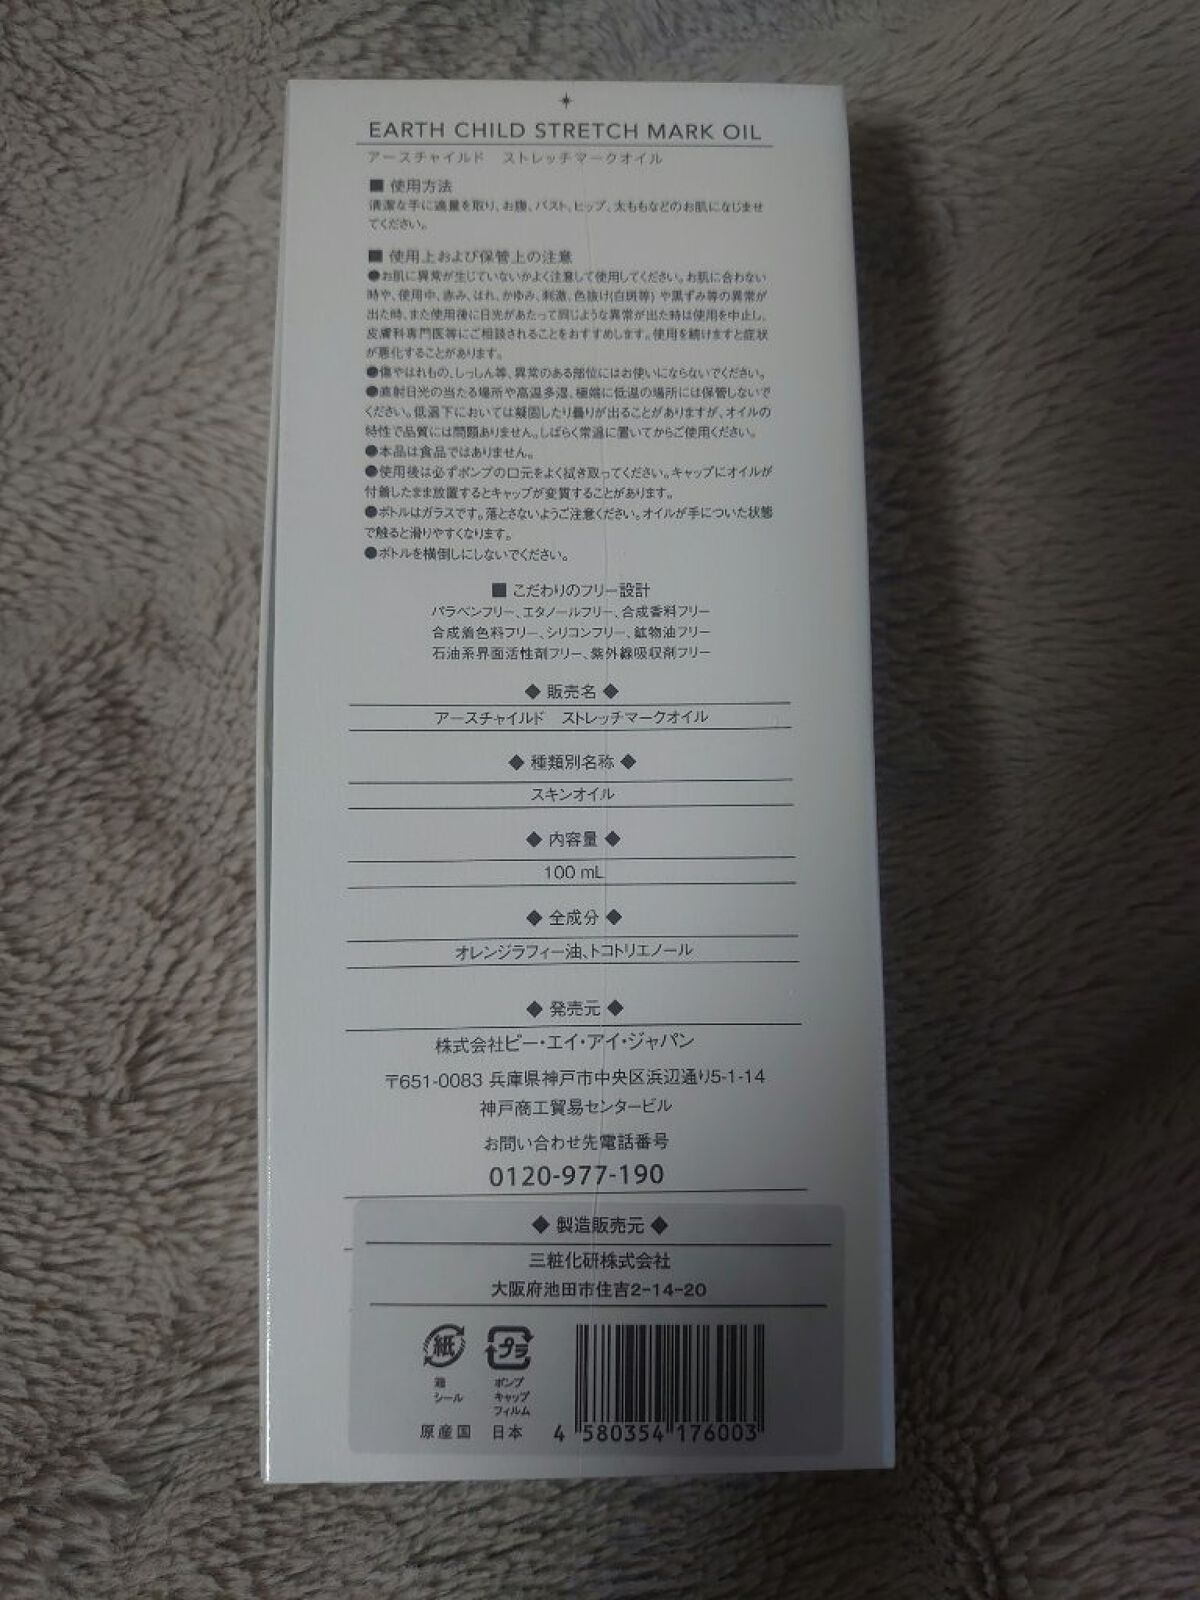 EARTH CHILD STRETCH MARK OIL
アースチャイルド ストレッチマークオイル
■ 使用方法
清潔な手に適量を取り、お腹、バスト、ヒップ、太ももなどのお肌になじませ
てください。
■ 使用上および保管上の注意
●お肌に異常が生じていないかよく注意して使用してください。お肌に合わない
時や、使用中、赤み、はれ、かゆみ、刺激、色抜け(白斑等) や黒ずみ等の異常が
出た時、また使用後に日光があたって同じような異常が出た時は使用を中止し、
皮膚科専門医等にご相談されることをおすすめします。使用を続けますと症状
が悪化することがあります。
●傷やはれもの、しっしん等、異常のある部位にはお使いにならないでください。
●直射日光の当たる場所や高温多湿、極端に低温の場所には保管しないで
ください。低温下においては凝固したり曇りが出ることがありますが、オイルの
特性で品質には問題ありません。しばらく常温に置いてからご使用ください。
●本品は食品ではありません。
●使用後は必ずポンプの口元をよく拭き取ってください。キャップにオイルが
付着したまま放置するとキャップが変質することがあります。
●ボトルはガラスです。落とさないようご注意ください。オイルが手についた状態
で触ると滑りやすくなります。
●ボトルを横倒しにしないでください。
■ こだわりのフリー設計
パラベンフリー、エタノールフリー、合成香料フリー
合成着色料フリー、シリコンフリー、鉱物油フリー
石油系界面活性剤フリー、紫外線吸収剤フリー
◆ 販売名 ◆
アースチャイルド ストレッチマークオイル
◆ 種類別名称 ◆
スキンオイル
◆ 内容量 ◆
100 mL
◆ 全成分 ◆
オレンジラフィー油、トコトリエノール
◆ 発売元 ◆
株式会社ビー・エイ・アイ・ジャパン
〒651-0083 兵庫県神戸市中央区浜辺通り5-1-14
神戸商工貿易センタービル
お問い合わせ先電話番号
0120-977-190
◆ 製造販売元 ◆
三粧化研株式会社
大阪府池田市住吉2-14-20
紙 プラ
箱 ポンプ
シール キャップ
フィルム
原産国 日本 4 580354 176003